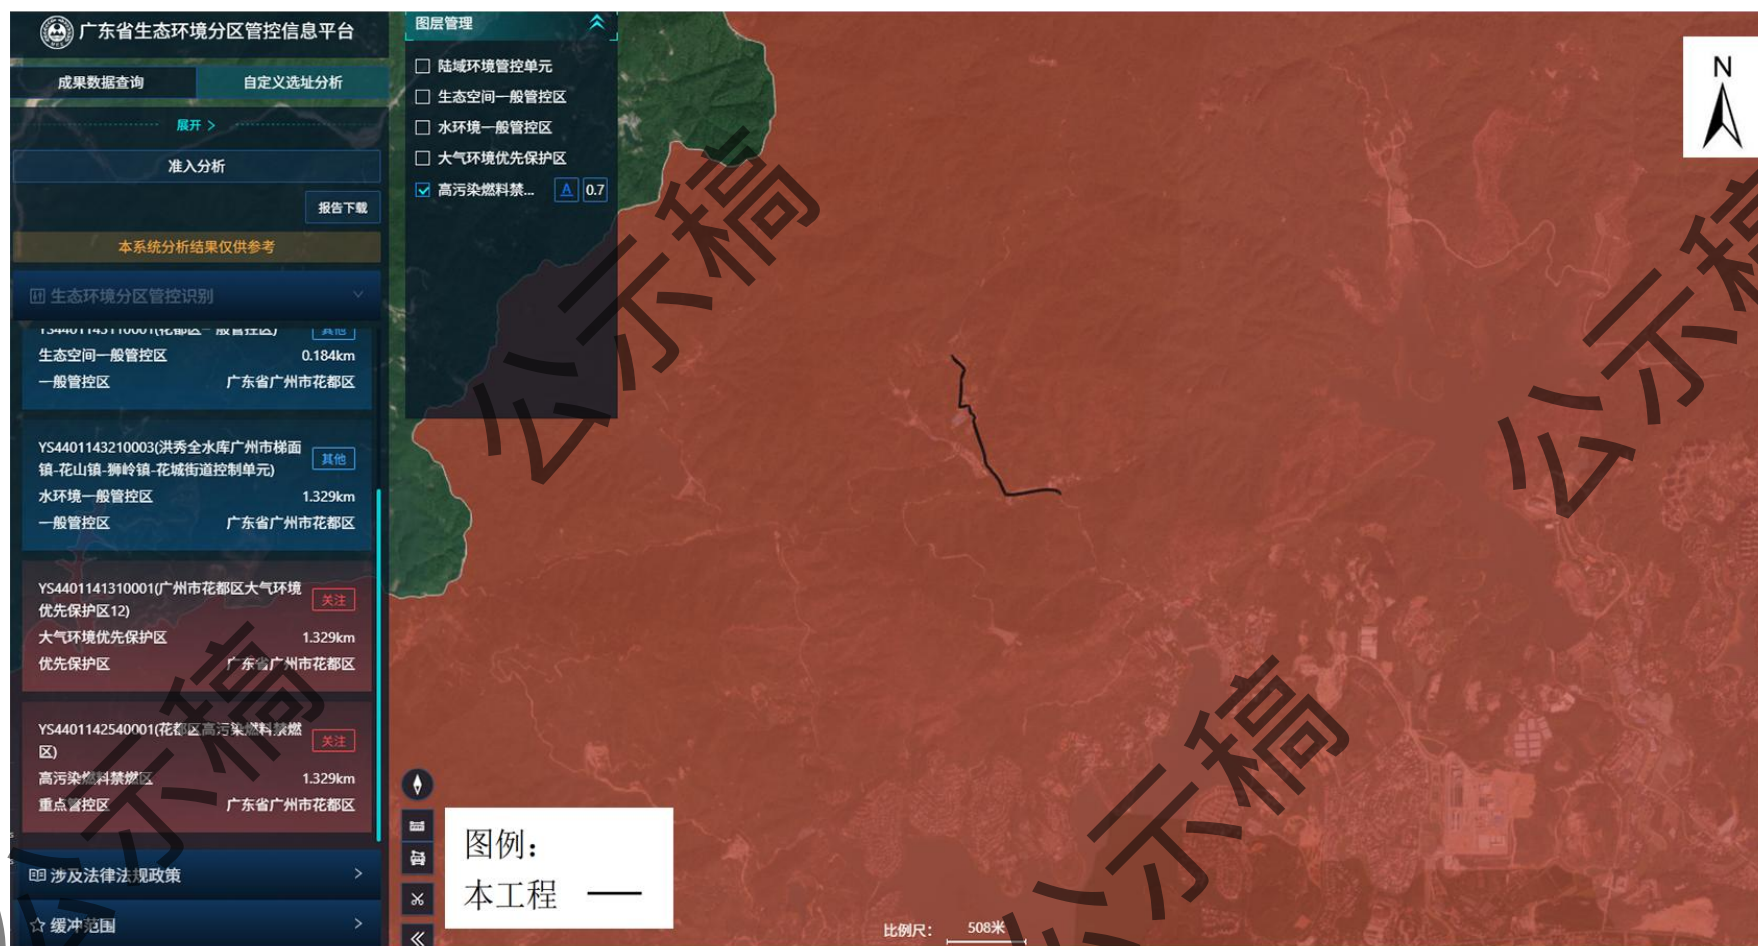 广东省生态环境分区管控信息平台
成果数据查询
自定义选址分析
展开 >
准入分析
报告下载
本系统分析结果仅供参考
生态环境分区管控识别
YS4401143110001(花都区一般管控区)
其他
生态空间一般管控区 0.184km
一般管控区 广东省广州市花都区
YS4401143210003(洪秀全水库广州市梯面
镇-花山镇-狮岭镇-花城街道控制单元)
其他
水环境一般管控区 1.329km
一般管控区 广东省广州市花都区
YS4401141310001(广州市花都区大气环境
优先保护区12)
关注
大气环境优先保护区 1.329km
优先保护区 广东省广州市花都区
YS4401142540001(花都区高污染燃料禁燃
区)
关注
高污染燃料禁燃区 1.329km
重点管控区 广东省广州市花都区
涉及法律法规政策
缓冲范围
图层管理
陆域环境管控单元
生态空间一般管控区
水环境一般管控区
大气环境优先保护区
高污染燃料禁... A 0.7
N
图例：
本工程
比例尺： 508米
公示稿
公示稿
公示稿
公示稿